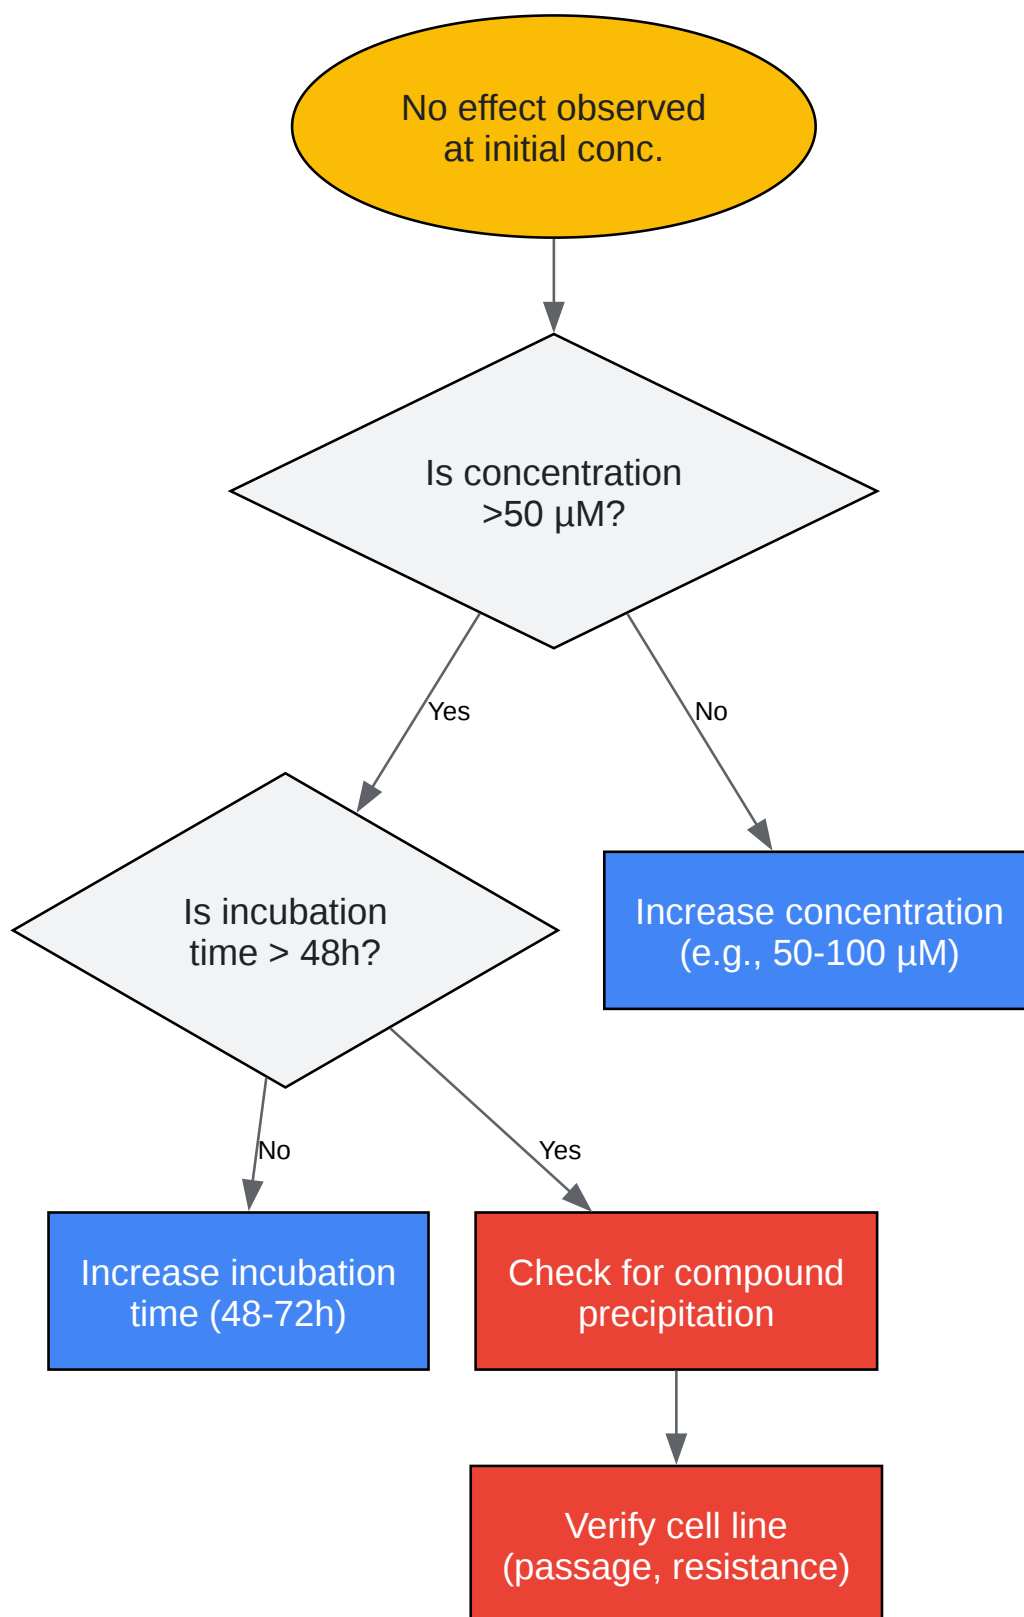 No effect observed
at initial conc.
Is concentration
>50 µM?
Yes
No
Is incubation
time > 48h?
Increase concentration
(e.g., 50-100 µM)
No
Yes
Increase incubation
time (48-72h)
Check for compound
precipitation
Verify cell line
(passage, resistance)